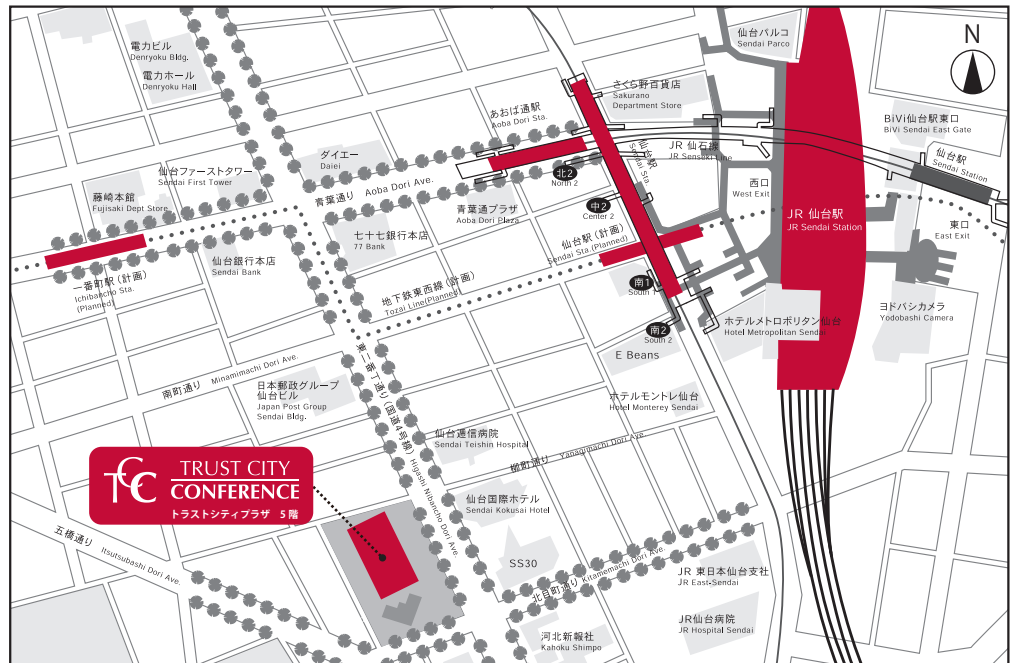 電力ビル
Denryoku Bldg.
電力ホール
Denryoku Hall
仙台パルコ
Sendai Parco
N
さくら野百貨店
Sakurano
Department Store
あおば通駅
Aoba Dori Sta.
BiVi仙台駅東口
BiVi Sendai East Gate
ダイエー
Daiei
仙台駅
Sendai Sta.
JR 仙石線
JR Senseki Line
仙台駅
Sendai Station
仙台ファーストタワー
Sendai First Tower
北2
North 2
青葉通り Aoba Dori Ave.
西口
West Exit
藤崎本館
Fujisaki Dept Store
青葉通プラザ
Aoba Dori Plaza
中2
Center 2
JR 仙台駅
JR Sendai Station
東口
East Exit
七十七銀行本店
77 Bank
仙台駅(計画)
Sendai Sta.(Planned)
仙台銀行本店
Sendai Bank
一番町駅(計画)
Ichibancho Sta.
(Planned)
地下鉄東西線(計画)
Tozai Line(Planned)
南1
South 1
南2
South 2
ヨドバシカメラ
Yodobashi Camera
ホテルメトロポリタン仙台
Hotel Metropolitan Sendai
E Beans
南町通り Minamimachi Dori Ave.
東二番丁通り(国道4号線) Higashi Nibancho Dori Ave.
日本郵政グループ
仙台ビル
Japan Post Group
Sendai Bldg.
ホテルモントレ仙台
Hotel Monterey Sendai
仙台逓信病院
Sendai Teishin Hospital
柳町通り Yanagimachi Dori Ave.
TCC
TRUST CITY
CONFERENCE
トラストシティプラザ 5階
仙台国際ホテル
Sendai Kokusai Hotel
五橋通り Itsutsubashi Dori Ave.
SS30
北目町通り Kitamemachi Dori Ave.
JR 東日本仙台支社
JR East-Sendai
JR仙台病院
JR Hospital Sendai
河北新報社
Kahoku Shimpo